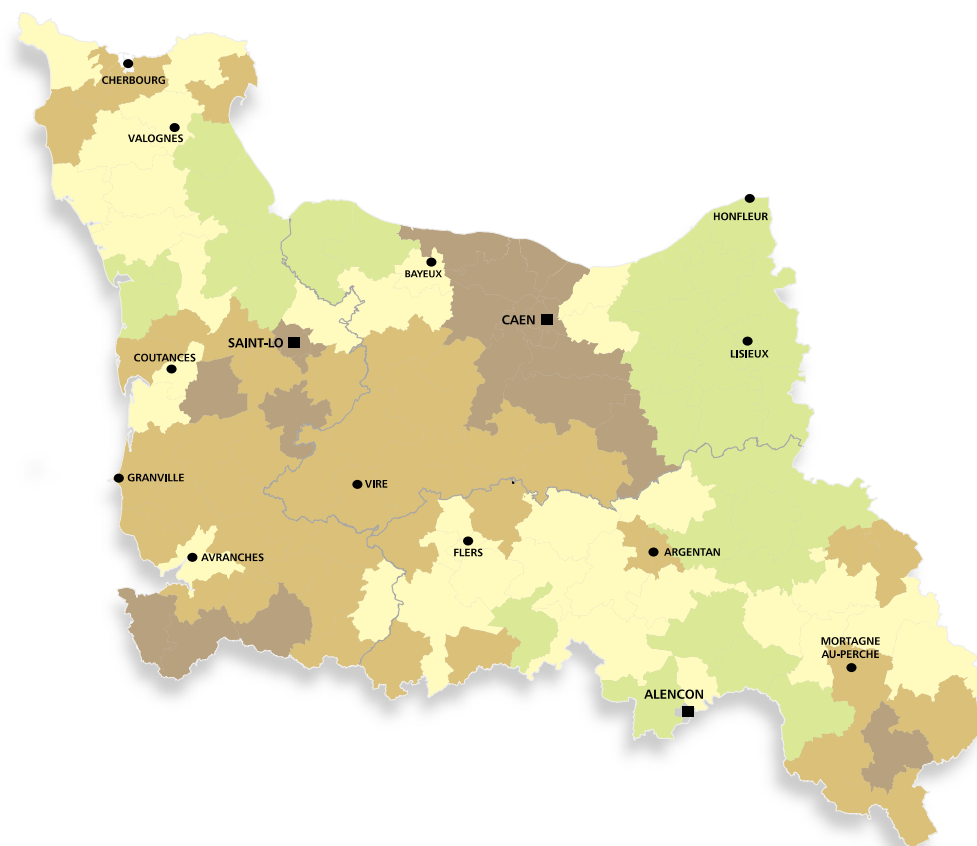 CHERBOURG
VALOGNES
HONFLEUR
BAYEUX
CAEN
SAINT-LO
LISIEUX
COUTANCES
GRANVILLE
VIRE
FLERS
ARGENTAN
AVRANCHES
MORTAGNE
AU-PERCHE
ALENCON